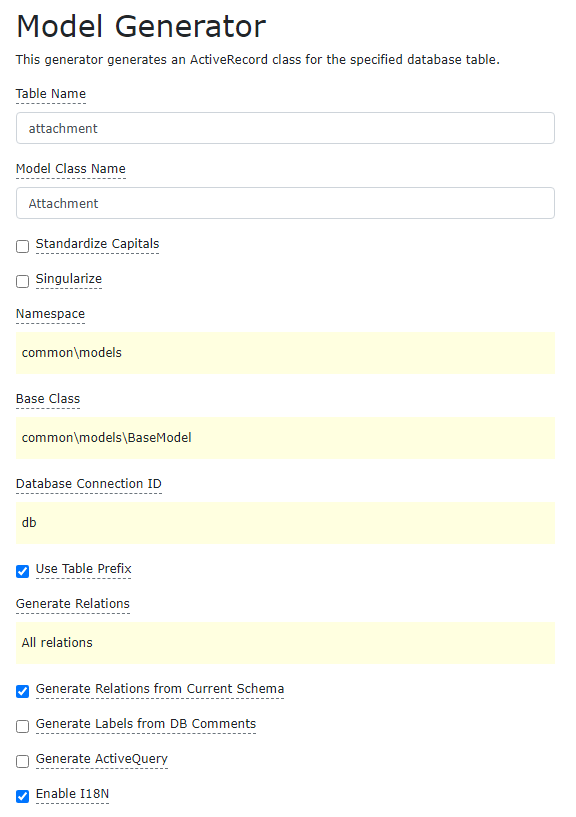 Model Generator
This generator generates an ActiveRecord class for the specified database table.
Table Name
attachment
Model Class Name
Attachment
Standardize Capitals
Singularize
Namespace
common\models
Base Class
common\models\BaseModel
Database Connection ID
db
Use Table Prefix
Generate Relations
All relations
Generate Relations from Current Schema
Generate Labels from DB Comments
Generate ActiveQuery
Enable I18N